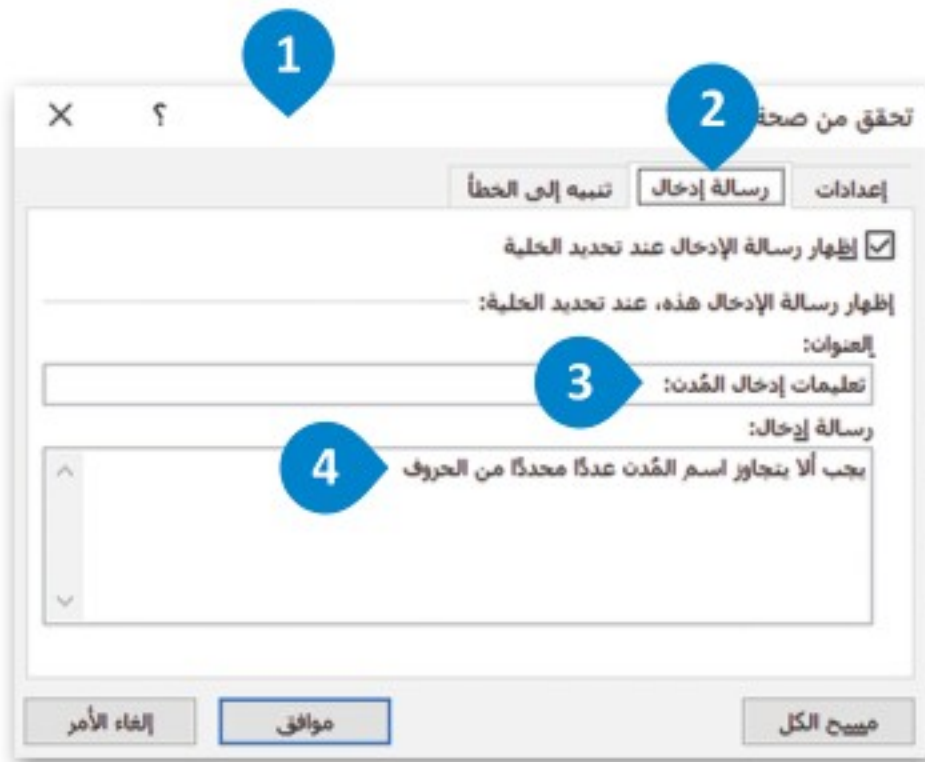 1
2
تحقق من صحة
؟
إعدادات
رسالة إدخال
تنبيه إلى الخطأ
إظهار رسالة الإدخال عند تحديد الخلية
إظهار رسالة الإدخال هذه، عند تحديد الخلية:
العنوان:
تعليمات إدخال المُدن:
3
رسالة إدخال:
يجب ألا يتجاوز اسم المُدن عددًا محددًا من الحروف
4
مسح الكل
موافق
إلغاء الأمر